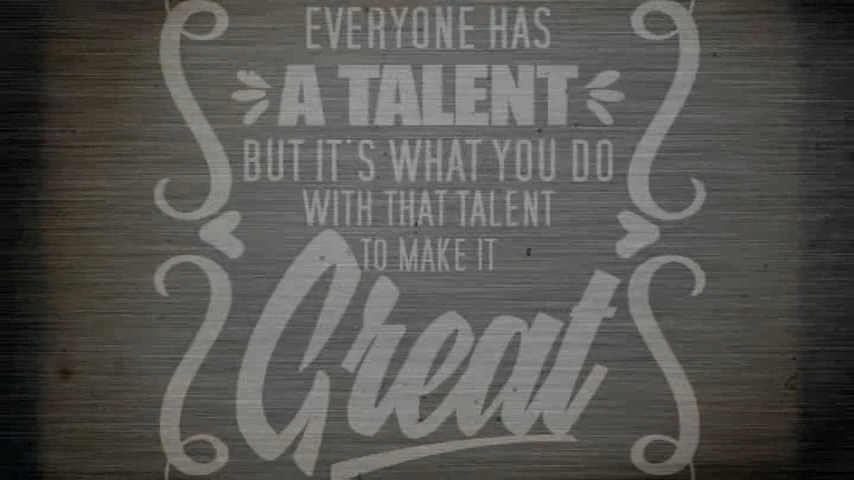 EVERYONE HAS
A TALENT
BUT IT'S WHAT YOU DO
WITH THAT TALENT
TO MAKE IT
Great